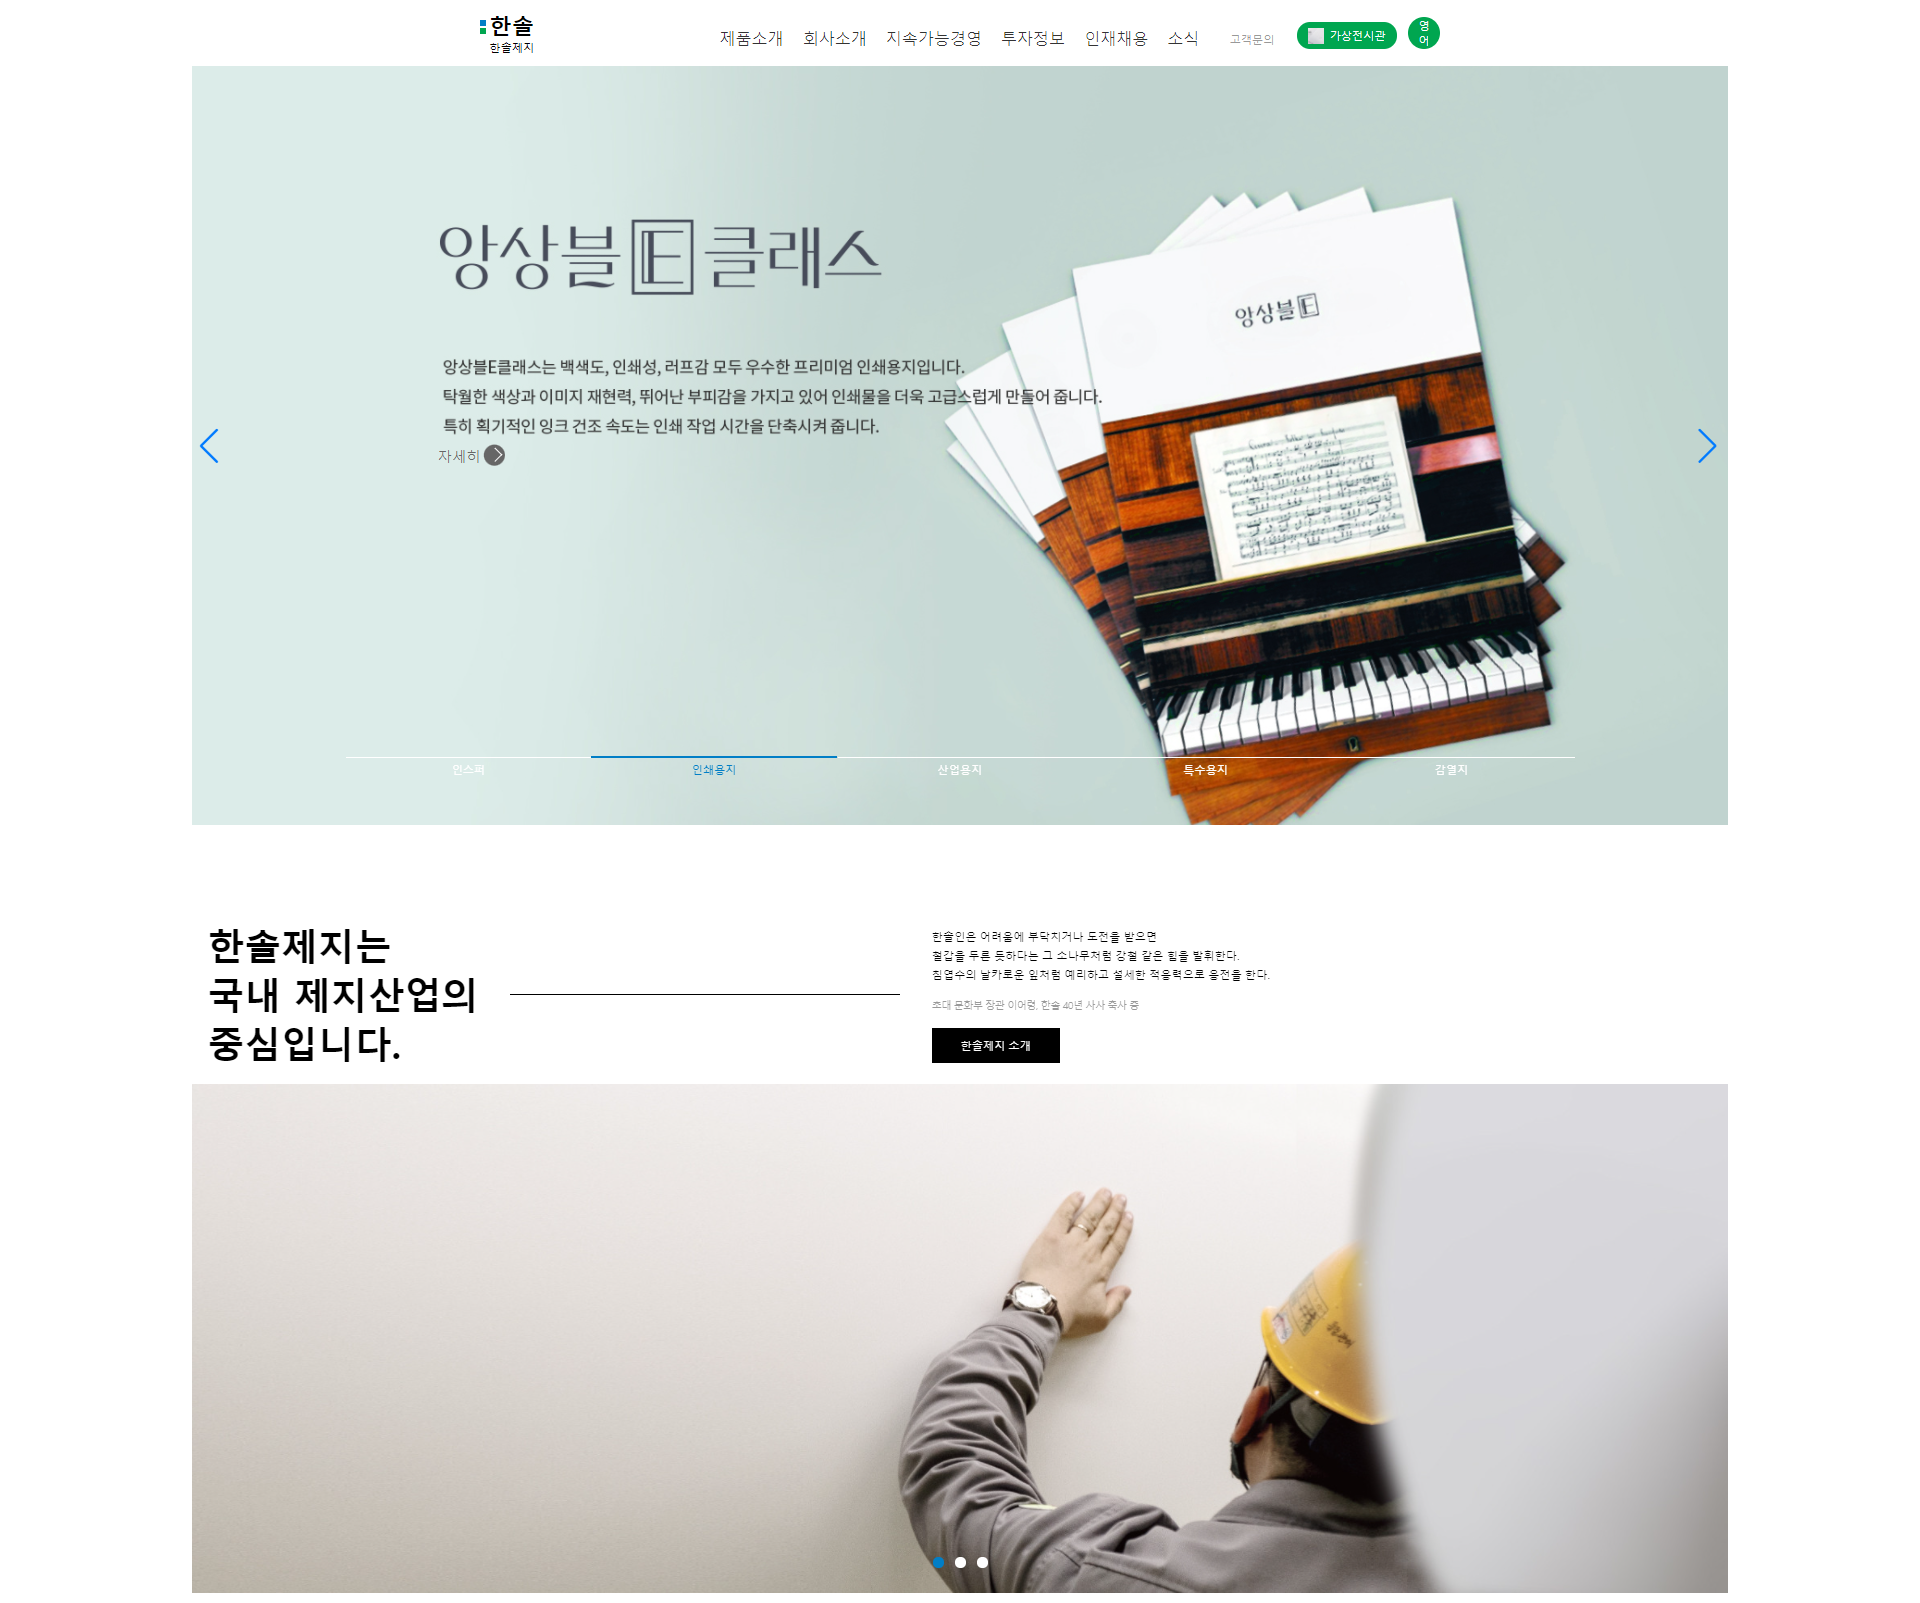 한솔
한솔제지
제품소개 회사소개 지속가능경영 투자정보 인재채용 소식 고객문의 가상전시관 영어
앙상블E클래스
앙상블E
앙상블E클래스는 백색도, 인쇄성, 러프감 모두 우수한 프리미엄 인쇄용지입니다.
탁월한 색상과 이미지 재현력, 뛰어난 부피감을 가지고 있어 인쇄물을 더욱 고급스럽게 만들어 줍니다.
특히 획기적인 잉크 건조 속도는 인쇄 작업 시간을 단축시켜 줍니다.
자세히
인스퍼 인쇄용지 산업용지 특수용지 감열지
한솔제지는
국내 제지산업의
중심입니다.
한솔인은 어려움에 부닥치거나 도전을 받으면
철갑을 두른 듯하다는 그 소나무처럼 강철 같은 힘을 발휘한다.
침엽수의 날카로운 잎처럼 예리하고 섬세한 적응력으로 응전을 한다.
초대 문화부 장관 이어령, 한솔 40년 사사 축사 중
한솔제지 소개